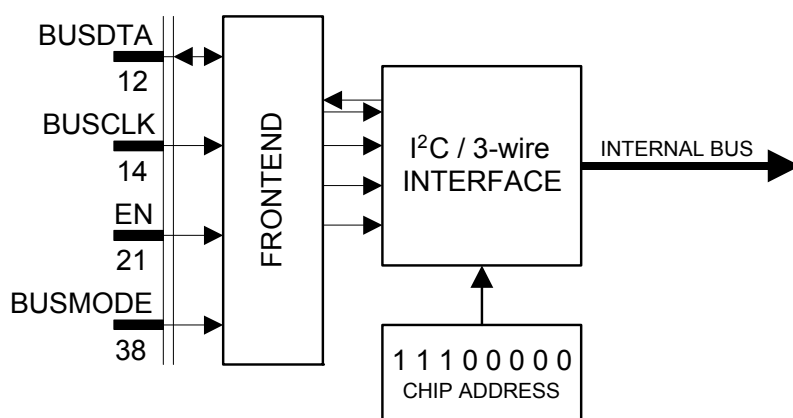 BUSDTA
12
BUSCLK
14
EN
21
BUSMODE
38
FRONTEND
I²C / 3-wire
INTERFACE
INTERNAL BUS
1 1 1 0 0 0 0 0
CHIP ADDRESS